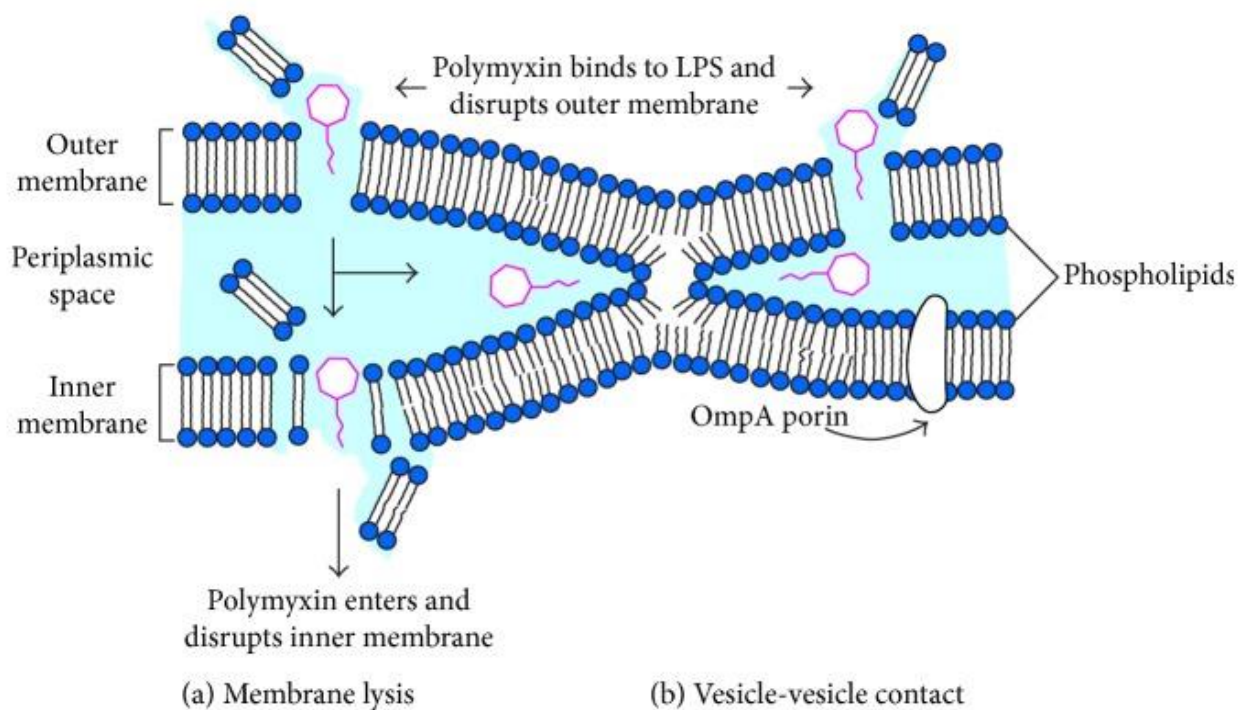 Polymyxin binds to LPS and
disrupts outer membrane
Outer
membrane
Periplasmic
space
Phospholipids
Inner
membrane
OmpA porin
Polymyxin enters and
disrupts inner membrane
(a) Membrane lysis
(b) Vesicle-vesicle contact